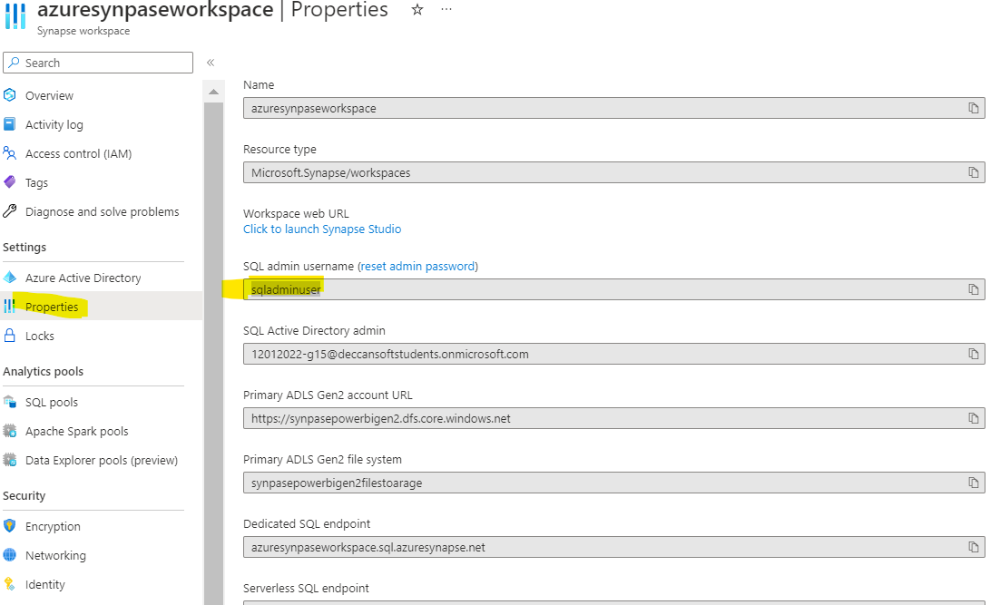 azuresynpaseworkspace | Properties ☆ ...
Synapse workspace
Search «
Overview
Activity log
Access control (IAM)
Tags
Diagnose and solve problems
Settings
Azure Active Directory
Properties
Locks
Analytics pools
SQL pools
Apache Spark pools
Data Explorer pools (preview)
Security
Encryption
Networking
Identity
Name
azuresynpaseworkspace
Resource type
Microsoft.Synapse/workspaces
Workspace web URL
Click to launch Synapse Studio
SQL admin username (reset admin password)
sqladminuser
SQL Active Directory admin
12012022-g15@deccansoftstudents.onmicrosoft.com
Primary ADLS Gen2 account URL
https://synpasepowerbigen2.dfs.core.windows.net
Primary ADLS Gen2 file system
synpasepowerbigen2filestoarage
Dedicated SQL endpoint
azuresynpaseworkspace.sql.azuresynapse.net
Serverless SQL endpoint